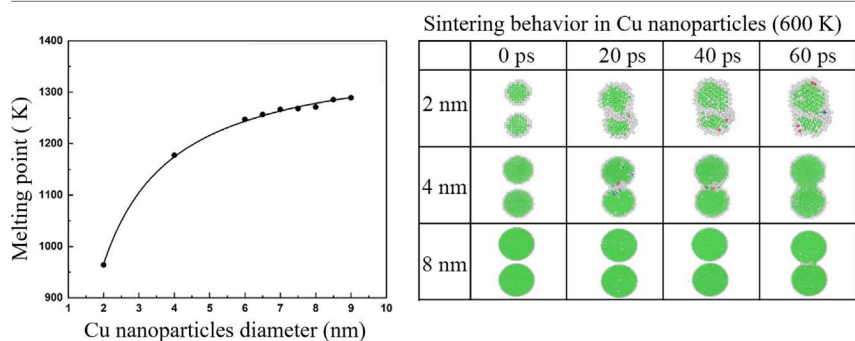 Melting point ( K)
1400
1300
1200
1100
1000
900
1 2 3 4 5 6 7 8 9 10
Cu nanoparticles diameter (nm)
Sintering behavior in Cu nanoparticles (600 K)
0 ps 20 ps 40 ps 60 ps
2 nm
4 nm
8 nm